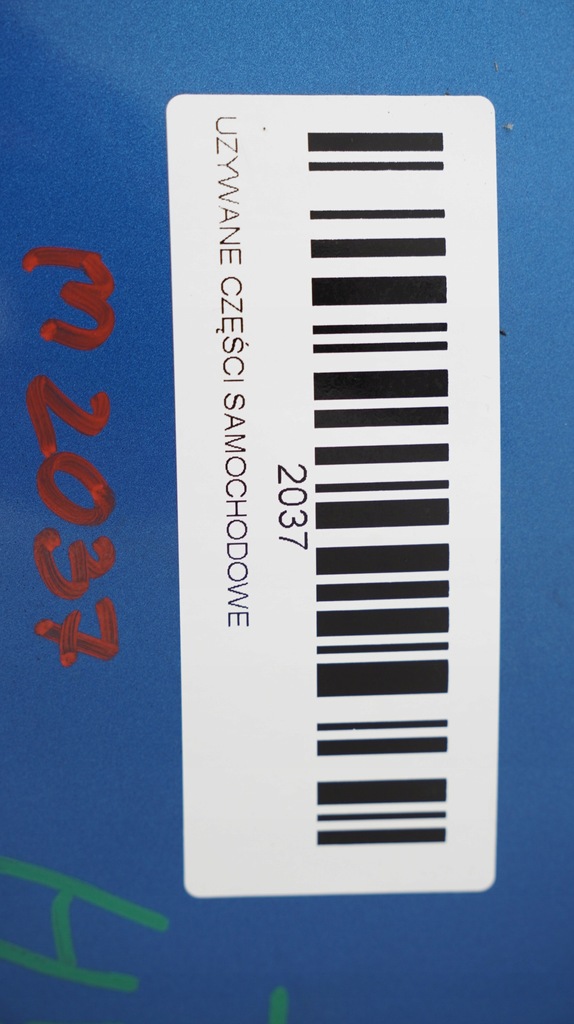 2037
UZYWANE CZĘŚCI SAMOCHODOWE
m 2037
H